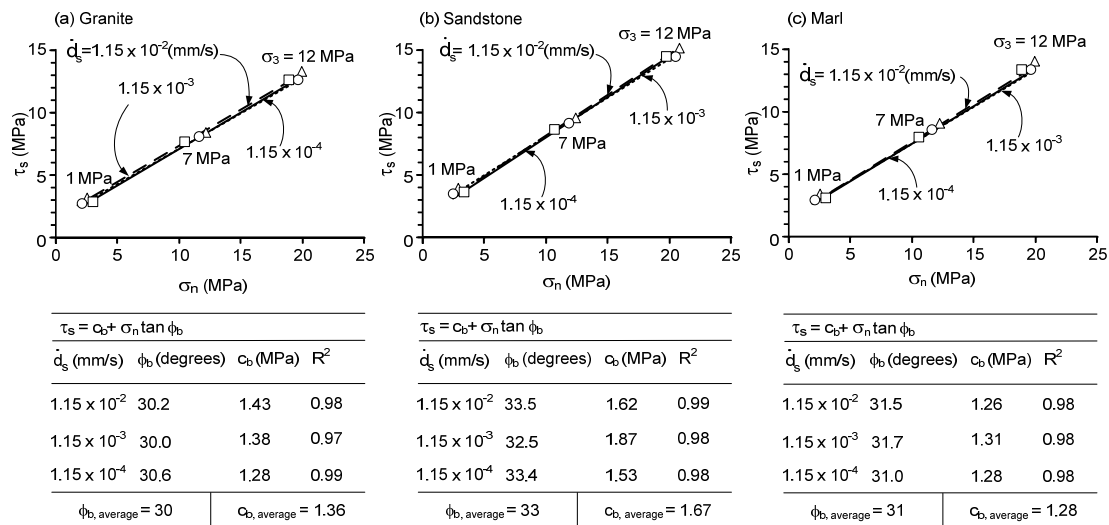 (a) Granite
ḋs=1.15 x 10⁻²(mm/s)
σ3 = 12 MPa
1.15 x 10⁻³
7 MPa
1 MPa
1.15 x 10⁻⁴
τs (MPa)
15
10
5
0
0 5 10 15 20 25
σn (MPa)
τs = cb+ σn tan ϕb
ḋs (mm/s) ϕb (degrees) cb (MPa) R²
1.15 x 10⁻² 30.2 1.43 0.98
1.15 x 10⁻³ 30.0 1.38 0.97
1.15 x 10⁻⁴ 30.6 1.28 0.99
ϕb, average = 30 cb, average = 1.36
(b) Sandstone
ḋs = 1.15 x 10⁻²(mm/s)
σ3 = 12 MPa
1.15 x 10⁻³
7 MPa
1 MPa
1.15 x 10⁻⁴
τs (MPa)
15
10
5
0
0 5 10 15 20 25
σn (MPa)
τs = cb+ σn tan ϕb
ḋs (mm/s) ϕb (degrees) cb (MPa) R²
1.15 x 10⁻² 33.5 1.62 0.99
1.15 x 10⁻³ 32.5 1.87 0.98
1.15 x 10⁻⁴ 33.4 1.53 0.98
ϕb, average = 33 cb, average = 1.67
(c) Marl
σ3 = 12 MPa
ḋs= 1.15 x 10⁻²(mm/s)
7 MPa
1.15 x 10⁻³
1 MPa
1.15 x 10⁻⁴
τs (MPa)
15
10
5
0
0 5 10 15 20 25
σn (MPa)
τs = cb+ σn tan ϕb
ḋs (mm/s) ϕb (degrees) cb (MPa) R²
1.15 x 10⁻² 31.5 1.26 0.98
1.15 x 10⁻³ 31.7 1.31 0.98
1.15 x 10⁻⁴ 31.0 1.28 0.98
ϕb, average = 31 cb, average = 1.28